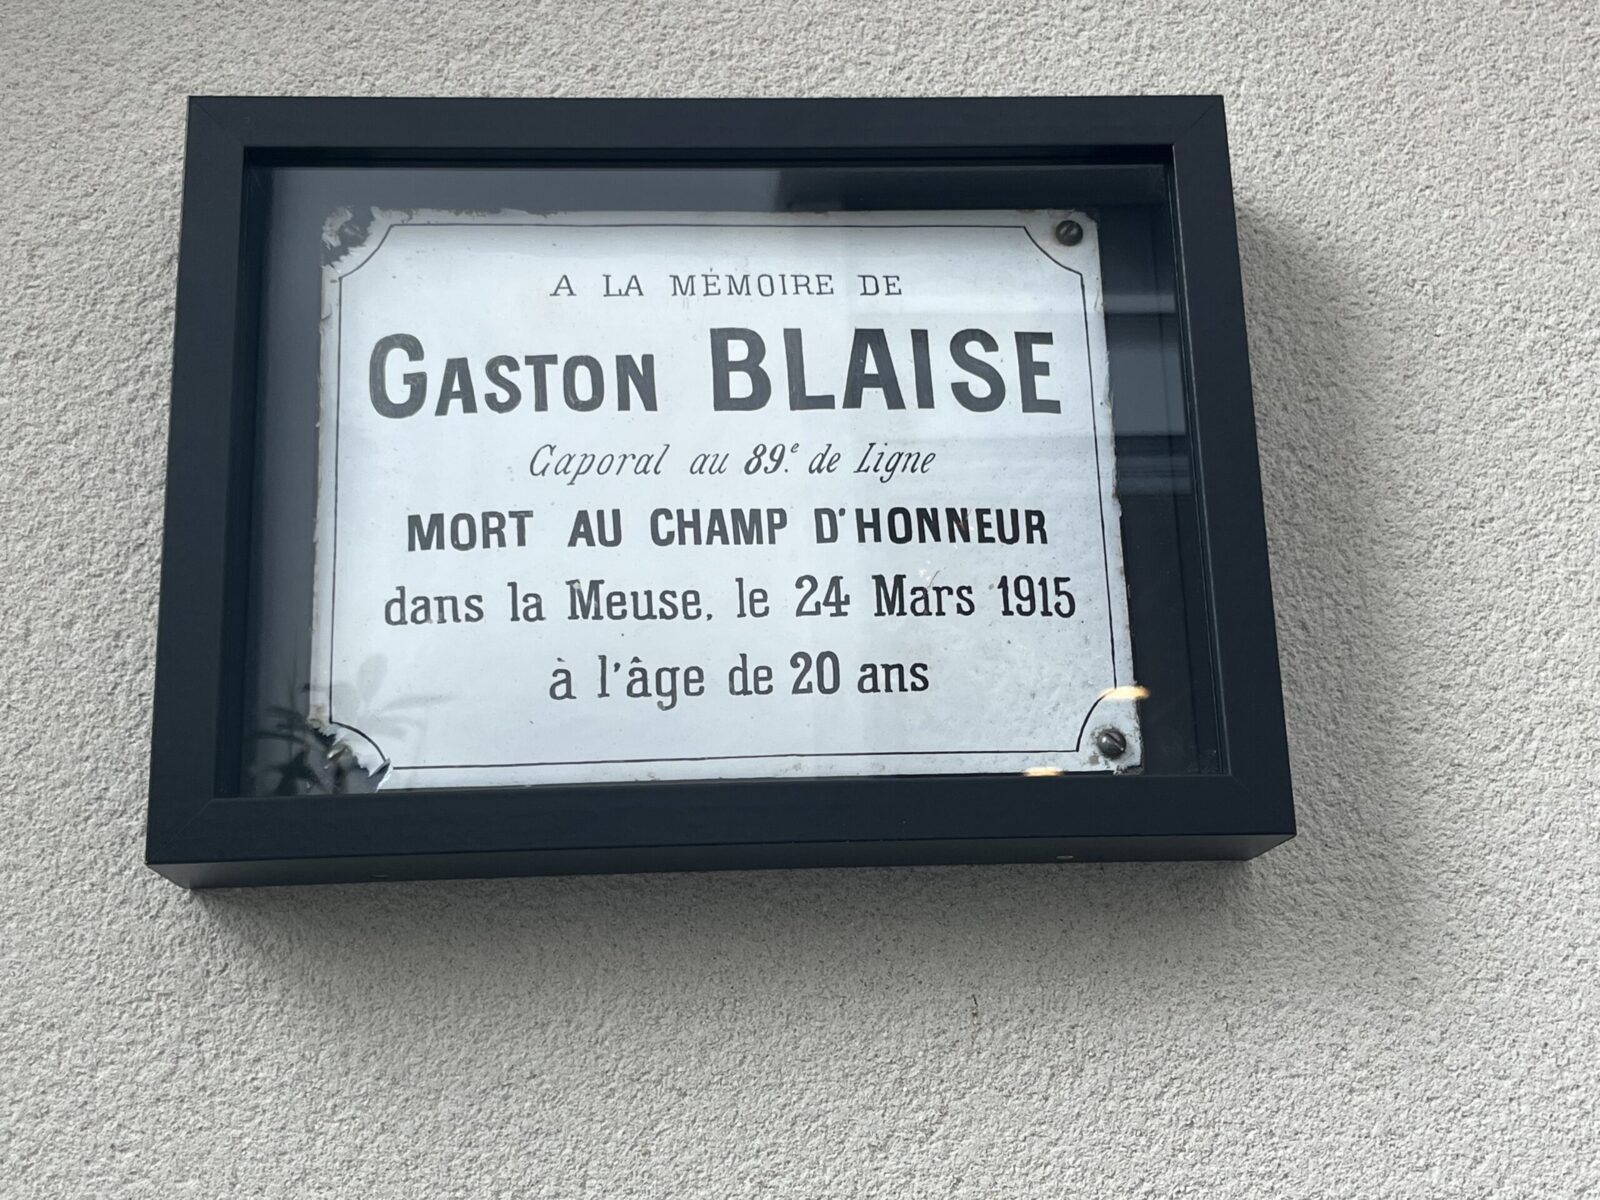 A LA MÉMOIRE DE
GASTON BLAISE
Caporal au 89.e de Ligne
MORT AU CHAMP D'HONNEUR
dans la Meuse, le 24 Mars 1915
à l'âge de 20 ans